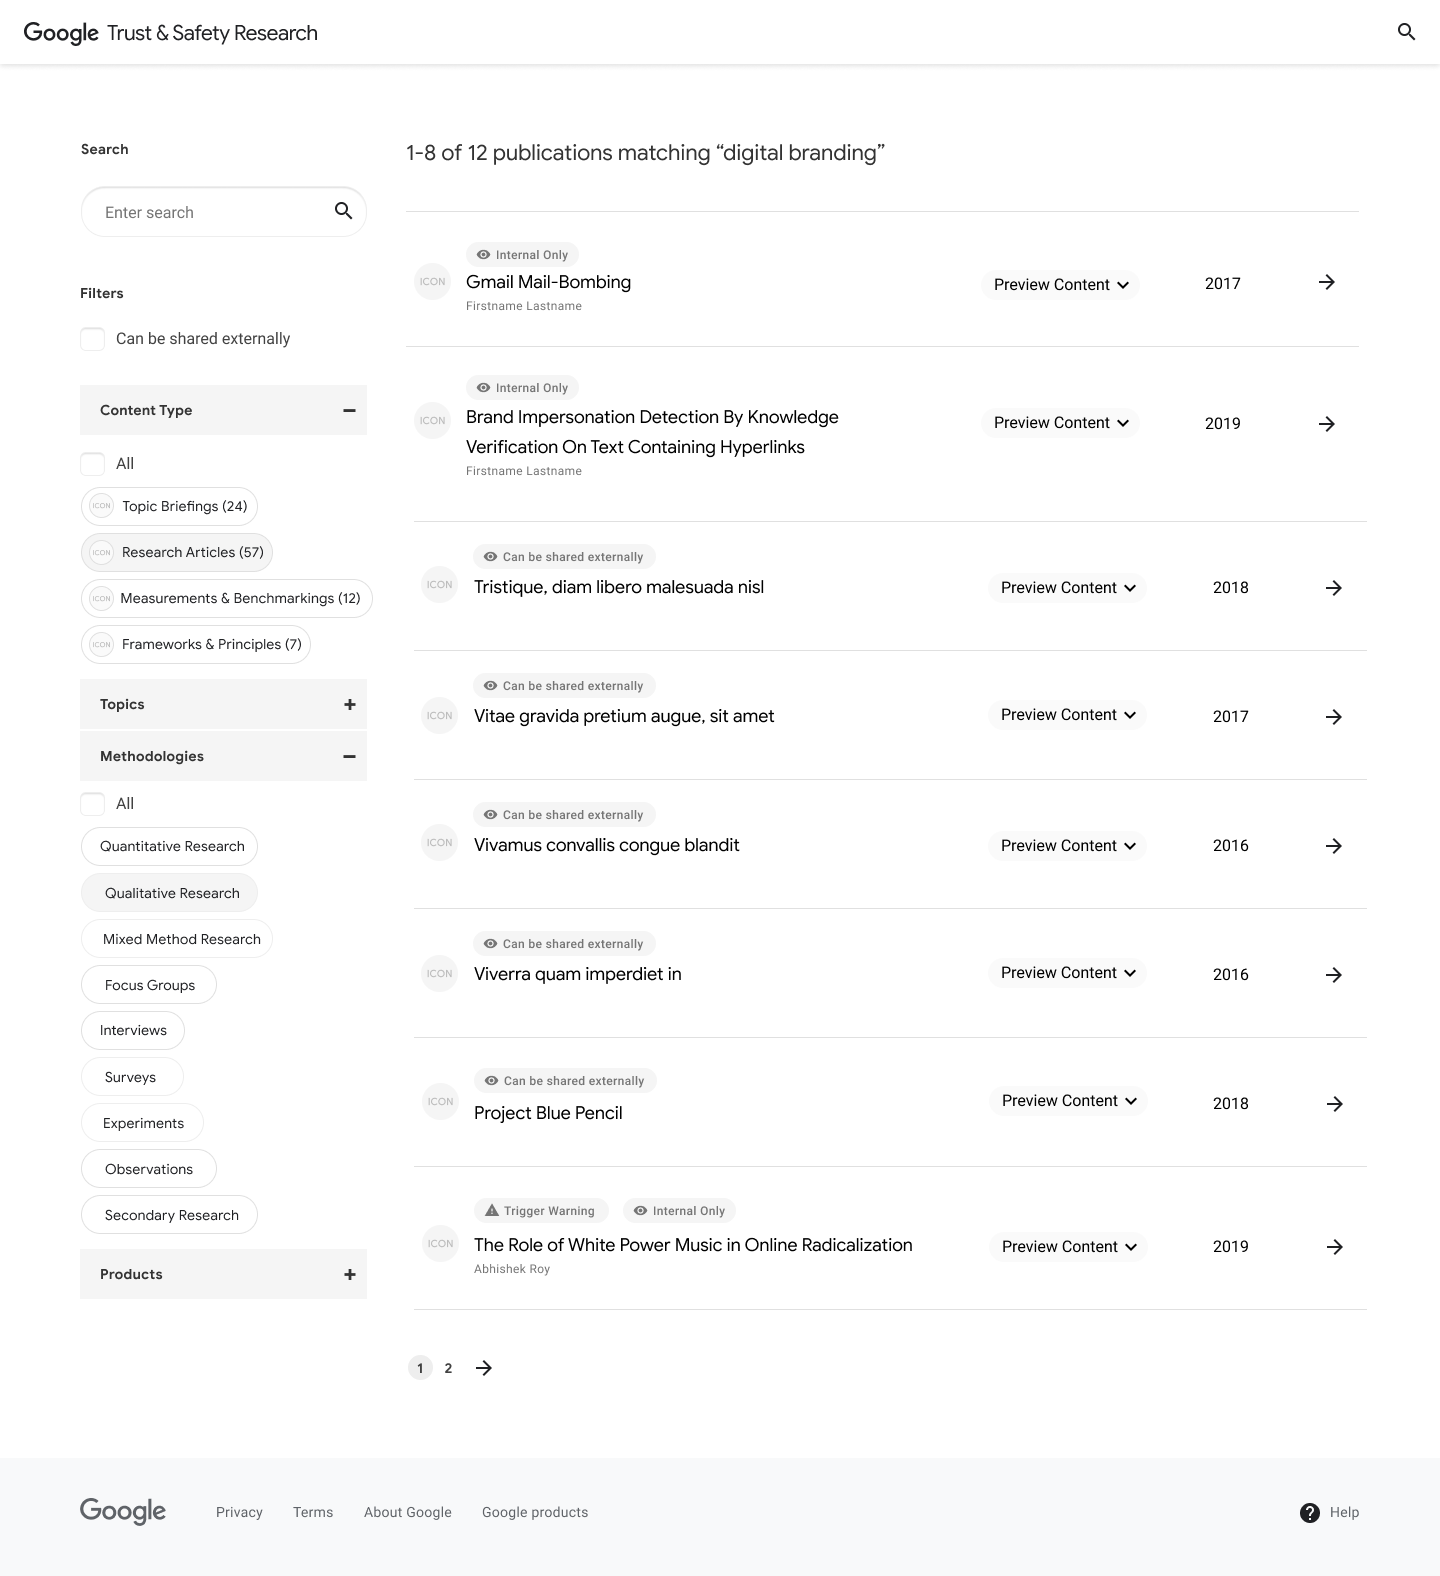 Google Trust & Safety Research
Search
Enter search
Filters
Can be shared externally
Content Type
All
ICON Topic Briefings (24)
ICON Research Articles (57)
ICON Measurements & Benchmarkings (12)
ICON Frameworks & Principles (7)
Topics
Methodologies
All
Quantitative Research
Qualitative Research
Mixed Method Research
Focus Groups
Interviews
Surveys
Experiments
Observations
Secondary Research
Products
1-8 of 12 publications matching “digital branding”
Internal Only
ICON Gmail Mail-Bombing Preview Content 2017
Firstname Lastname
Internal Only
ICON Brand Impersonation Detection By Knowledge Preview Content 2019
Verification On Text Containing Hyperlinks
Firstname Lastname
Can be shared externally
ICON Tristique, diam libero malesuada nisl Preview Content 2018
Can be shared externally
ICON Vitae gravida pretium augue, sit amet Preview Content 2017
Can be shared externally
ICON Vivamus convallis congue blandit Preview Content 2016
Can be shared externally
ICON Viverra quam imperdiet in Preview Content 2016
Can be shared externally
ICON Project Blue Pencil Preview Content 2018
Trigger Warning Internal Only
ICON The Role of White Power Music in Online Radicalization Preview Content 2019
Abhishek Roy
1 2
Google Privacy Terms About Google Google products Help